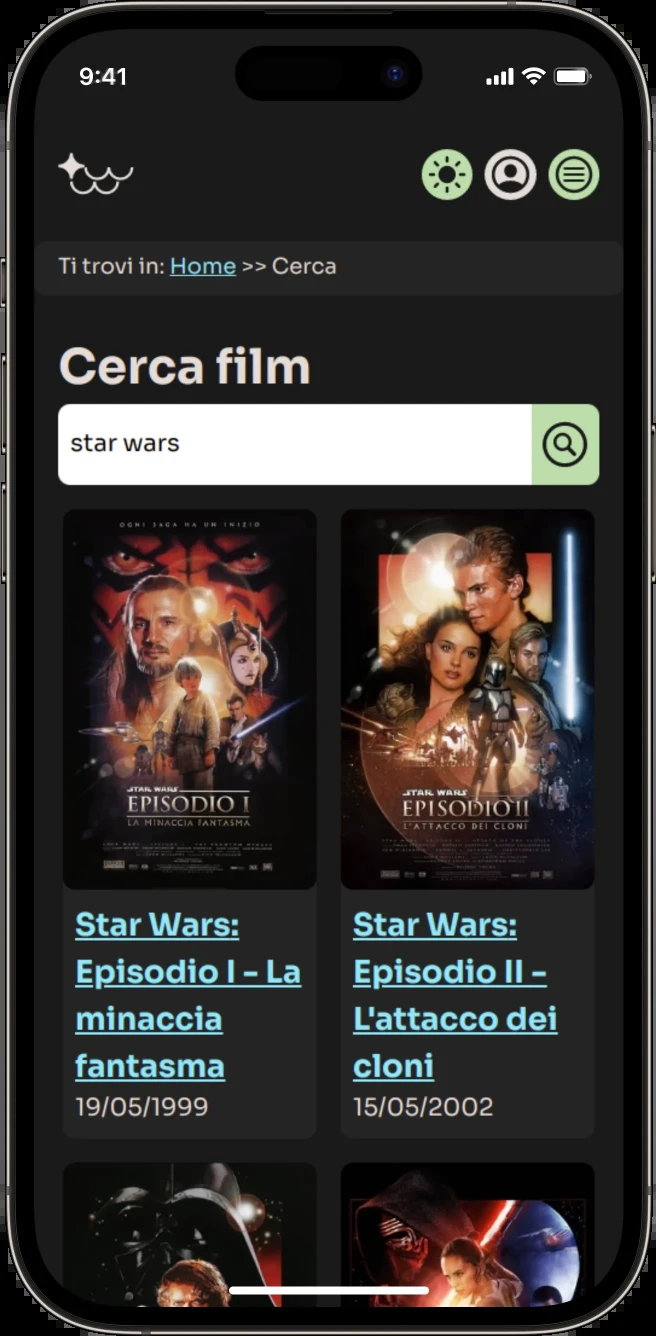 9:41
Ti trovi in: Home >> Cerca
Cerca film
star wars
OGNI SAGA HA UN INIZIO
STAR WARS
EPISODIO I
LA MINACCIA FANTASMA
STAR WARS
EPISODIO II
L'ATTACCO DEI CLONI
Star Wars:
Episodio I - La
minaccia
fantasma
19/05/1999
Star Wars:
Episodio II -
L'attacco dei
cloni
15/05/2002